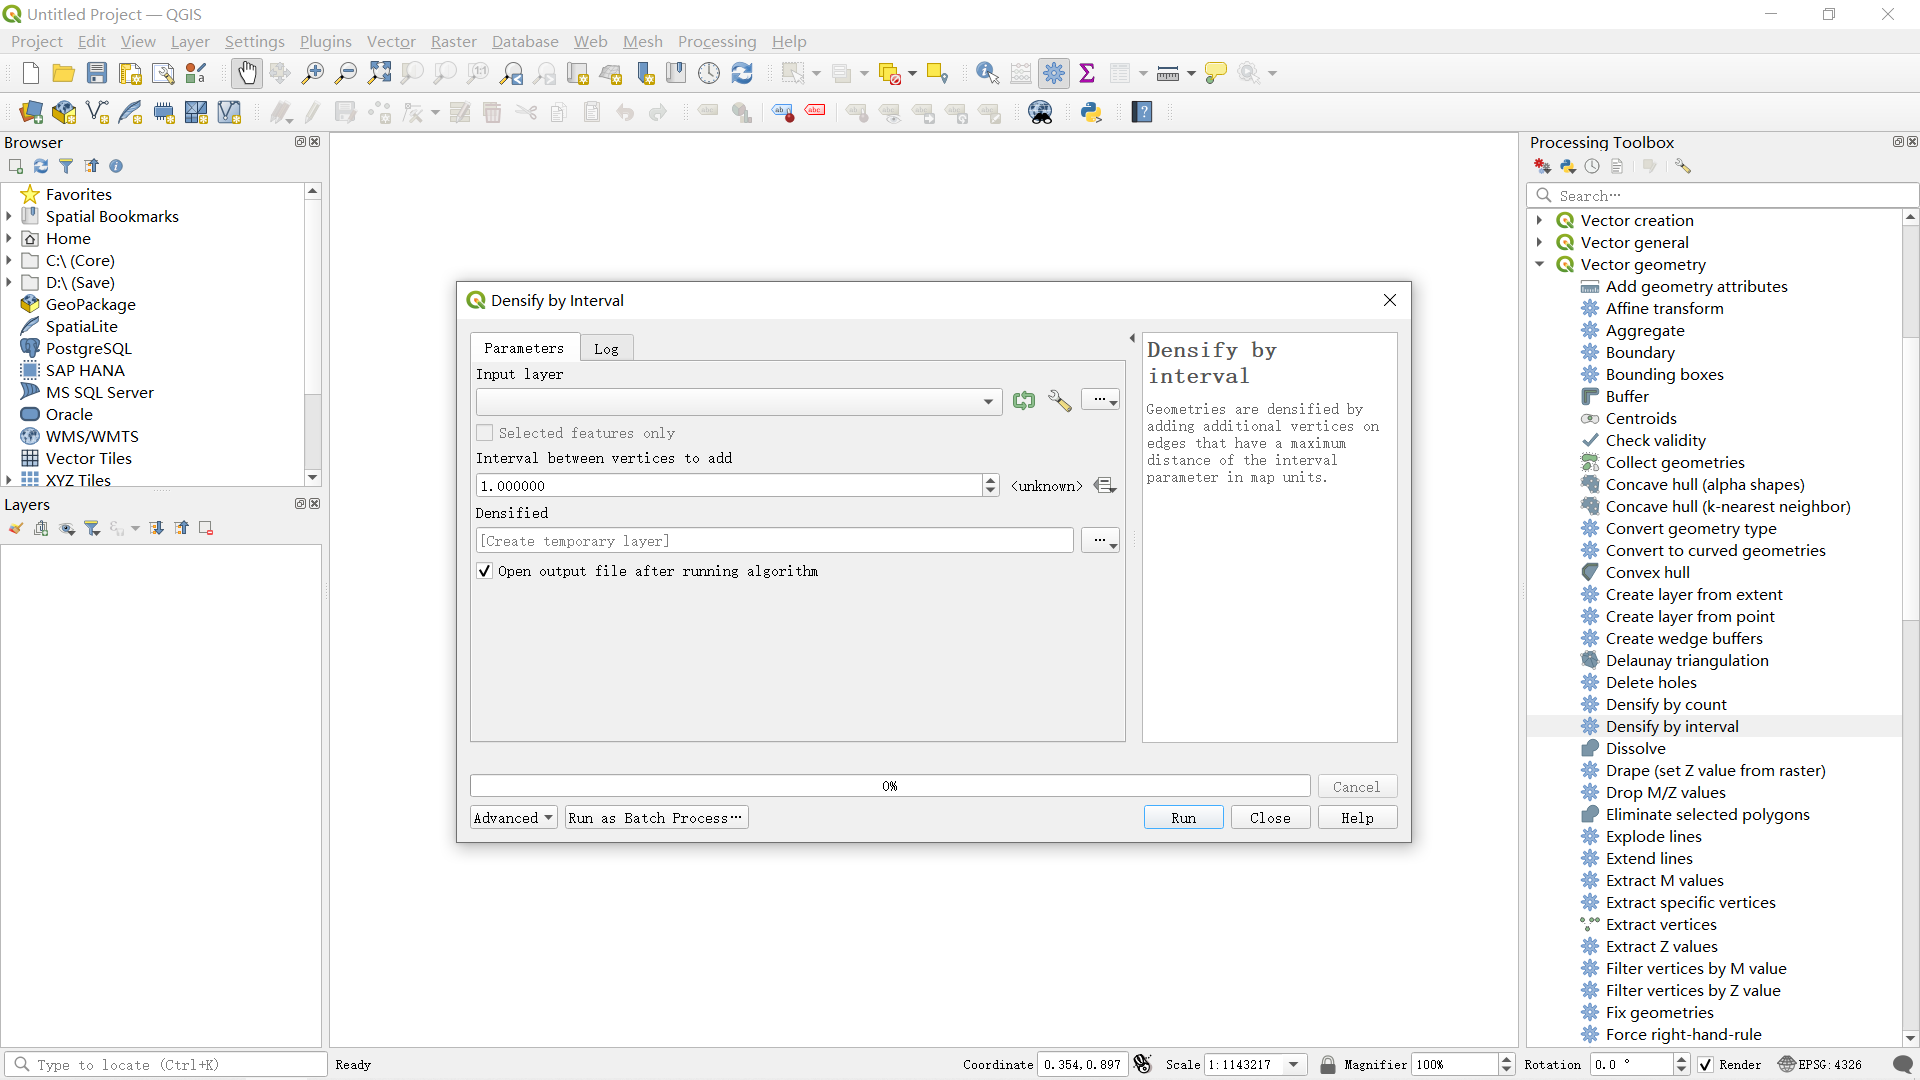 Untitled Project — QGIS
Project Edit View Layer Settings Plugins Vector Raster Database Web Mesh Processing Help
Browser
Favorites
Spatial Bookmarks
Home
C:\ (Core)
D:\ (Save)
GeoPackage
SpatiaLite
PostgreSQL
SAP HANA
MS SQL Server
Oracle
WMS/WMTS
Vector Tiles
XYZ Tiles
Layers
Densify by Interval
Parameters
Log
Input layer
Selected features only
Interval between vertices to add
1.000000
<unknown>
Densified
[Create temporary layer]
Open output file after running algorithm
Densify by
interval
Geometries are densified by
adding additional vertices on
edges that have a maximum
distance of the interval
parameter in map units.
0%
Cancel
Advanced
Run as Batch Process…
Run
Close
Help
Processing Toolbox
Search…
Vector creation
Vector general
Vector geometry
Add geometry attributes
Affine transform
Aggregate
Boundary
Bounding boxes
Buffer
Centroids
Check validity
Collect geometries
Concave hull (alpha shapes)
Concave hull (k-nearest neighbor)
Convert geometry type
Convert to curved geometries
Convex hull
Create layer from extent
Create layer from point
Create wedge buffers
Delaunay triangulation
Delete holes
Densify by count
Densify by interval
Dissolve
Drape (set Z value from raster)
Drop M/Z values
Eliminate selected polygons
Explode lines
Extend lines
Extract M values
Extract specific vertices
Extract vertices
Extract Z values
Filter vertices by M value
Filter vertices by Z value
Fix geometries
Force right-hand-rule
Type to locate (Ctrl+K)
Ready
Coordinate 0.354,0.897
Scale 1:1143217
Magnifier 100%
Rotation 0.0 °
Render
EPSG:4326